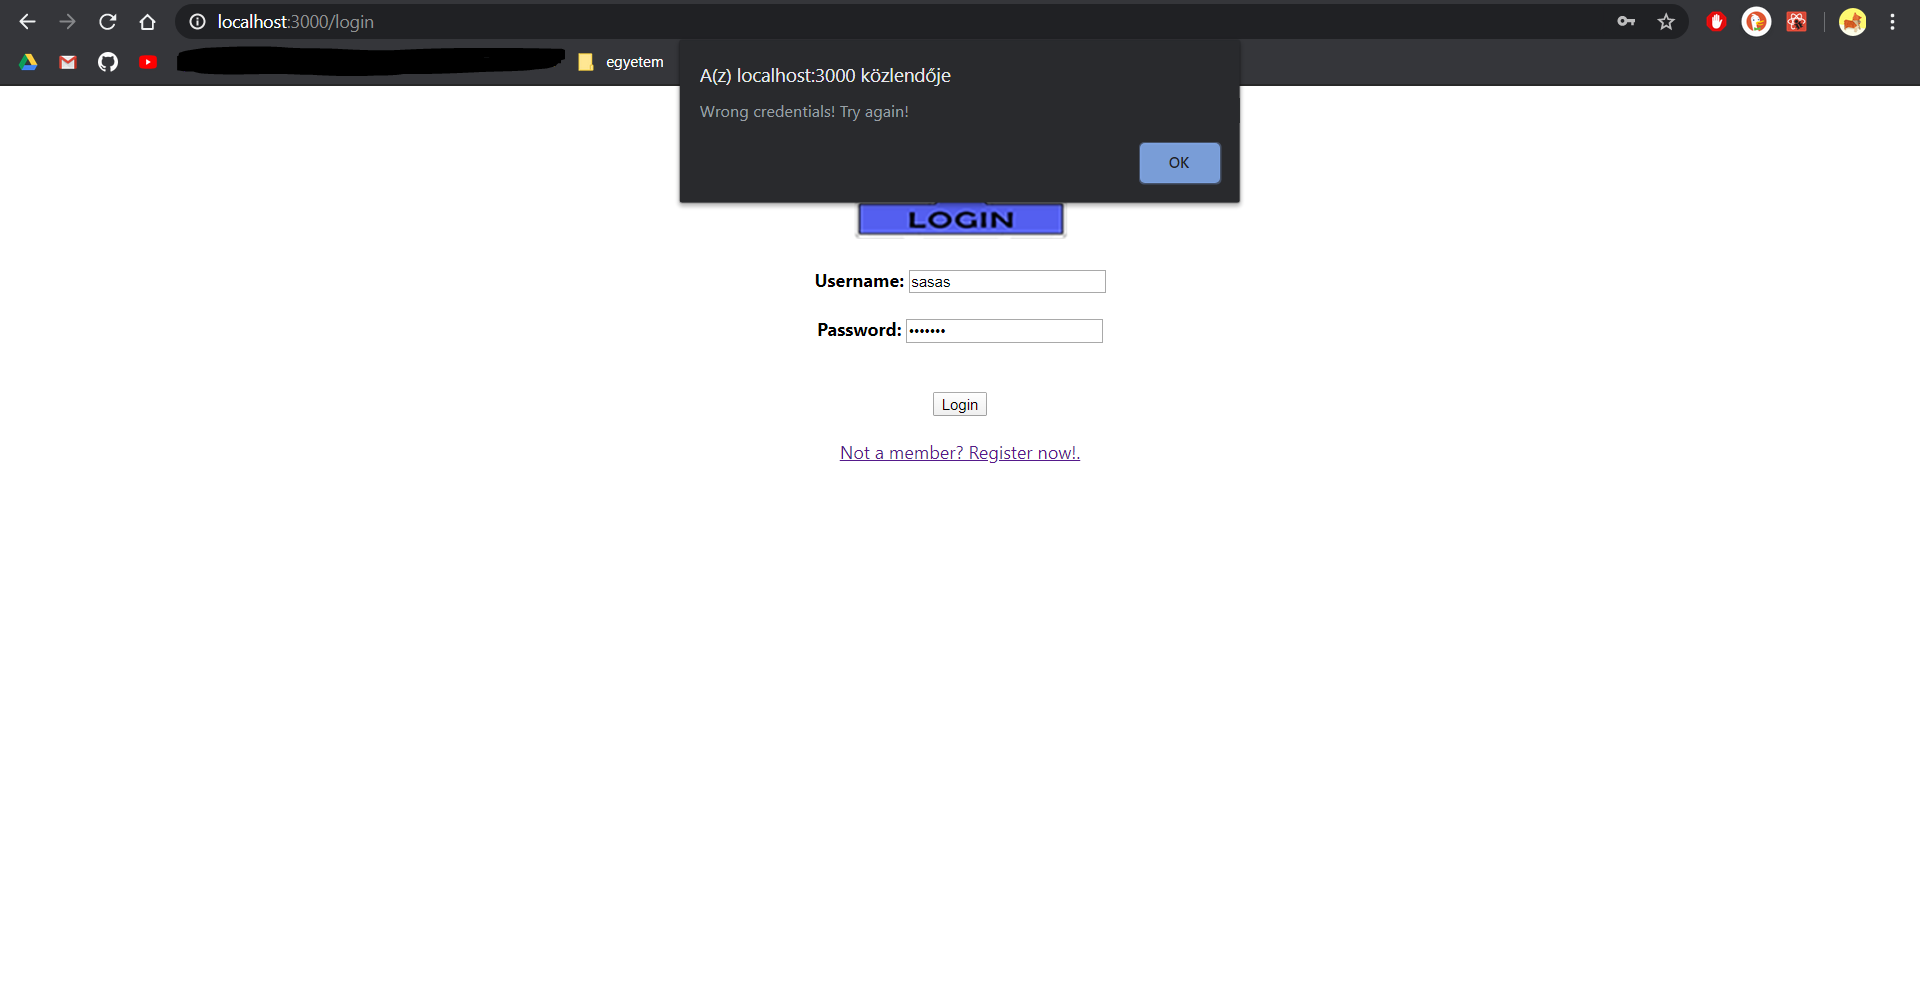 localhost:3000/login
egyetem
A(z) localhost:3000 közlendője
Wrong credentials! Try again!
OK
LOGIN
Username: sasas
Password: •••••••
Login
Not a member? Register now!.